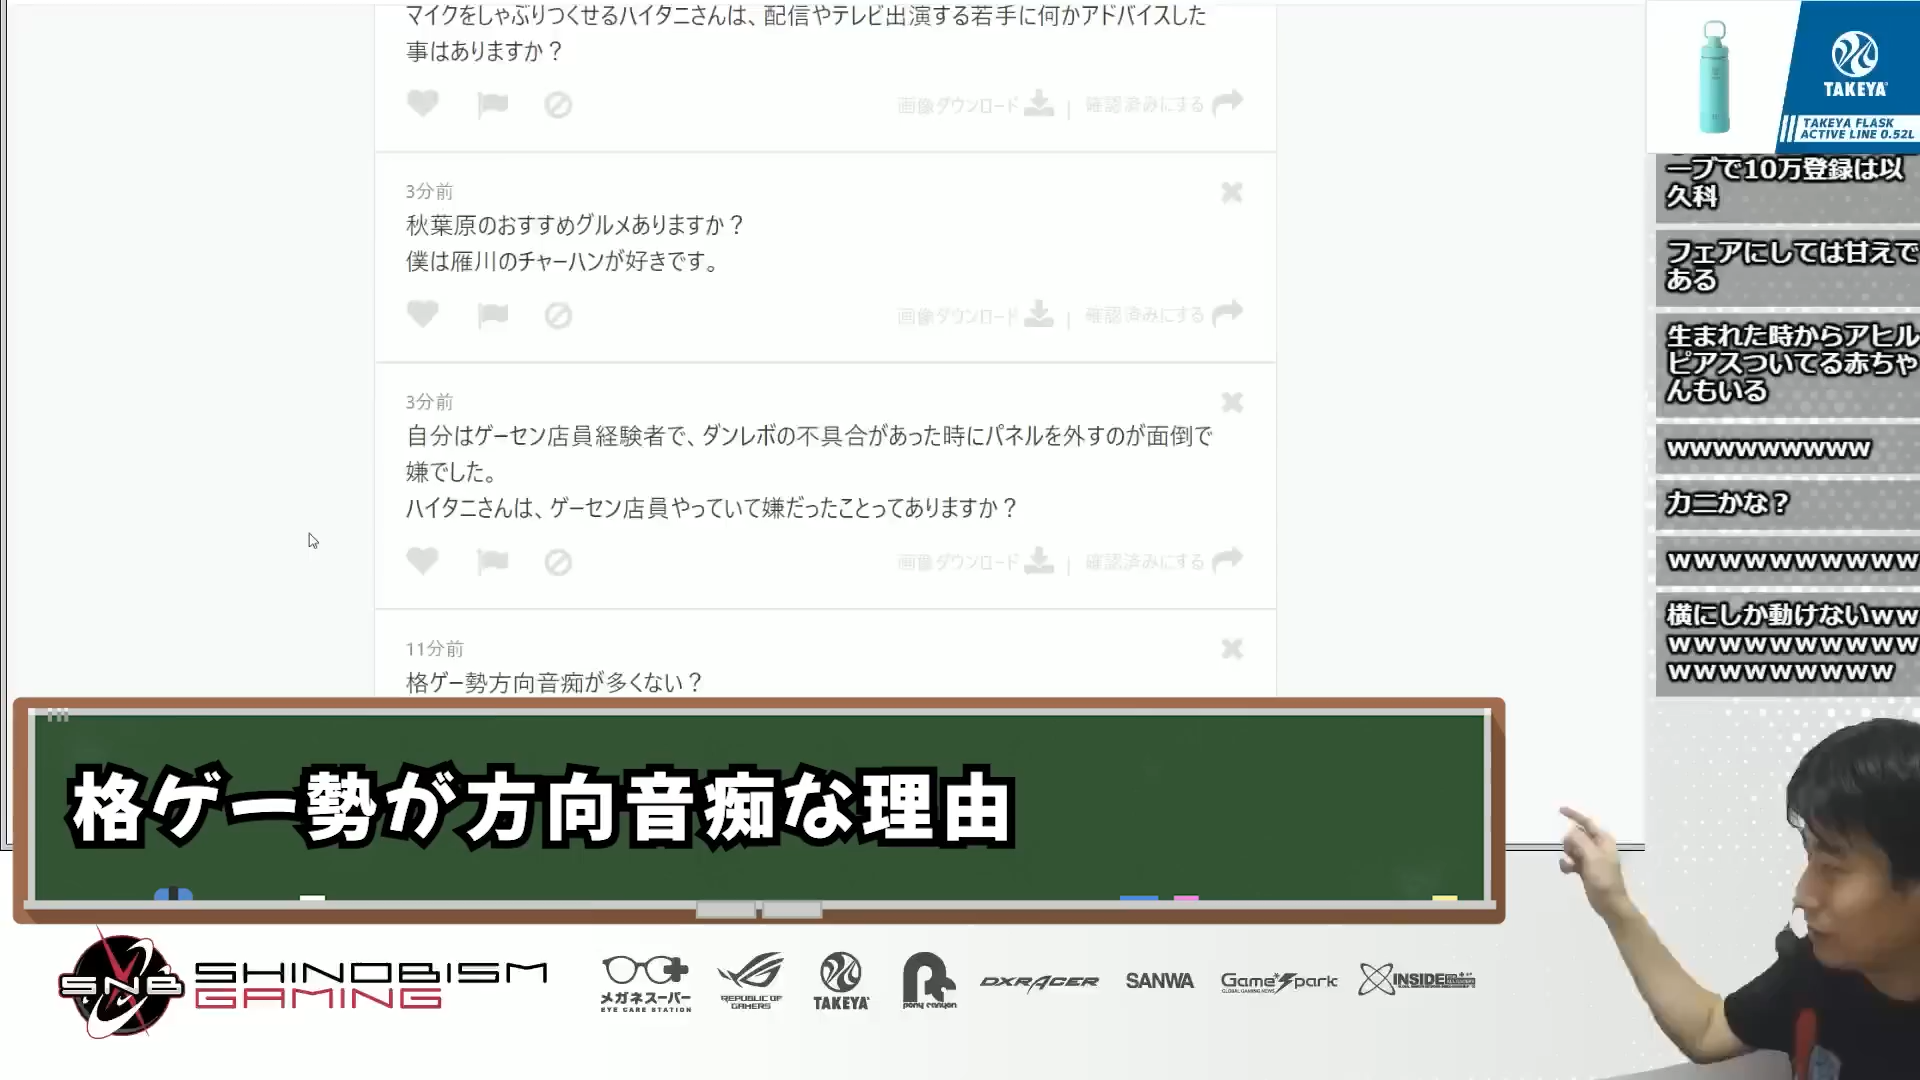 マイクをしゃぶりつくせるハイタニさんは、配信やテレビ出演する若手に何かアドバイスした
事はありますか？
画像ダウンロード | 確認済みにする
3分前
秋葉原のおすすめグルメありますか？
僕は雁川のチャーハンが好きです。
画像ダウンロード | 確認済みにする
3分前
自分はゲーセン店員経験者で、ダンレボの不具合があった時にパネルを外すのが面倒で
嫌でした。
ハイタニさんは、ゲーセン店員やっていて嫌だったことってありますか？
画像ダウンロード | 確認済みにする
11分前
格ゲー勢方向音痴が多くない？
格ゲー勢が方向音痴な理由
TAKEYA
TAKEYA FLASK
ACTIVE LINE 0.52L
ーブで10万登録は以
久科
フェアにしては甘えで
ある
生まれた時からアヒル
ピアスついてる赤ちゃ
んもいる
wwwwwwwww
カニかな？
wwwwwwwwwww
横にしか動けないww
wwwwwwwwwww
wwwwwwwwww
SNB
SHINOBISM
GAMING
メガネスーパー
EYE CARE STATION
REPUBLIC OF
GAMERS
TAKEYA
pony canyon
DXRACER
SANWA
Game*Spark
INSIDE